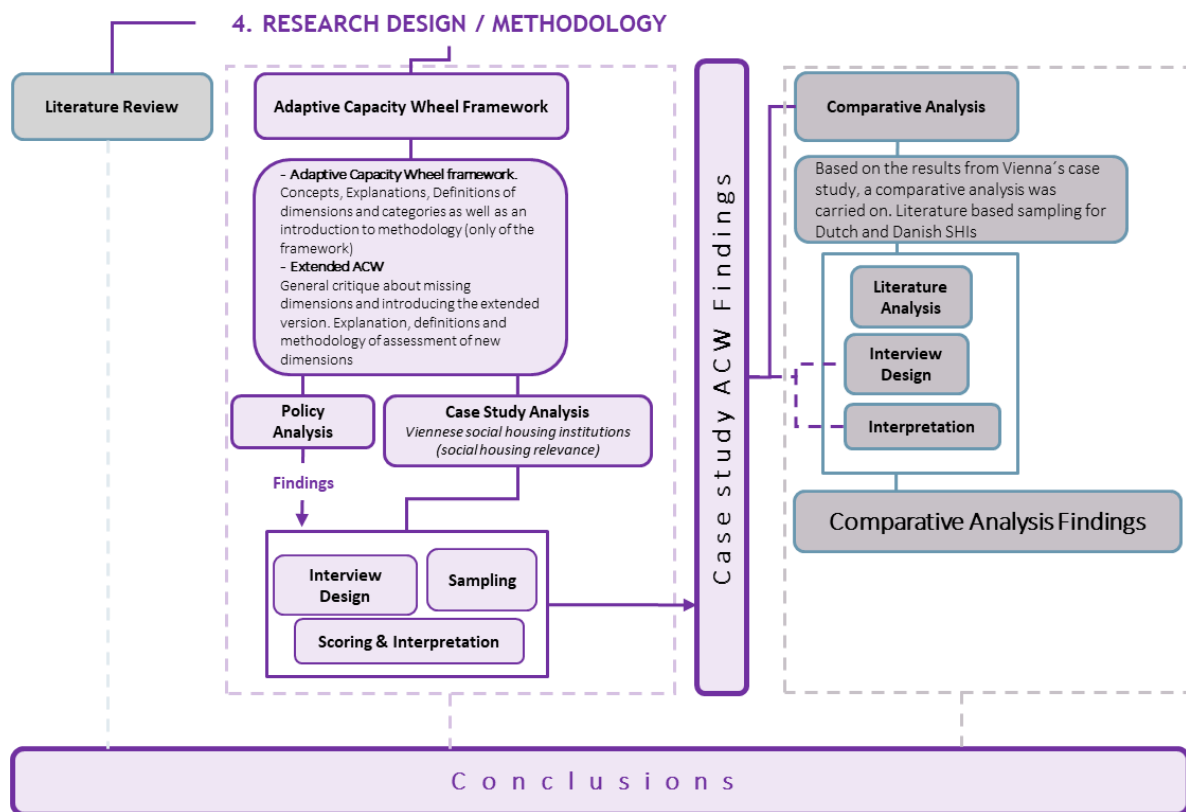 4. RESEARCH DESIGN / METHODOLOGY
Literature Review
Adaptive Capacity Wheel Framework
- Adaptive Capacity Wheel framework.
Concepts, Explanations, Definitions of
dimensions and categories as well as an
introduction to methodology (only of the
framework)
- Extended ACW
General critique about missing
dimensions and introducing the extended
version. Explanation, definitions and
methodology of assessment of new
dimensions
Policy
Analysis
Case Study Analysis
Viennese social housing institutions
(social housing relevance)
Findings
Interview
Design
Sampling
Scoring & Interpretation
Case study ACW Findings
Comparative Analysis
Based on the results from Vienna´s case
study, a comparative analysis was
carried on. Literature based sampling for
Dutch and Danish SHIs
Literature
Analysis
Interview
Design
Interpretation
Comparative Analysis Findings
Conclusions